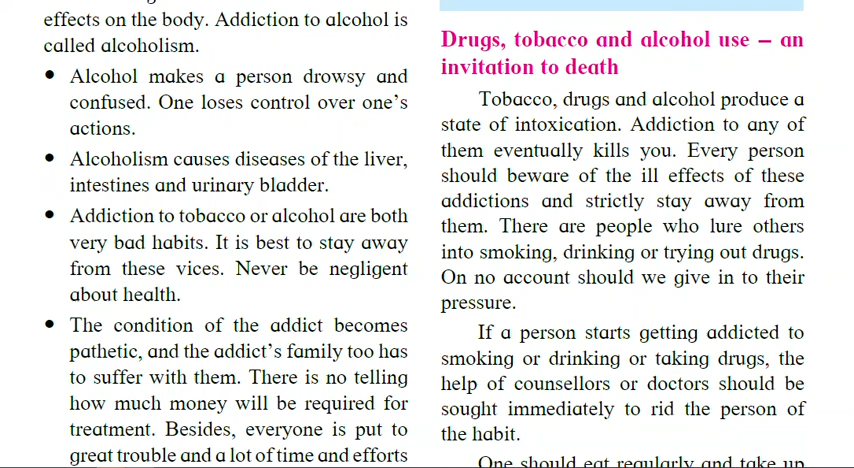 effects on the body. Addiction to alcohol is
called alcoholism.
• Alcohol makes a person drowsy and
confused. One loses control over one's
actions.
• Alcoholism causes diseases of the liver,
intestines and urinary bladder.
• Addiction to tobacco or alcohol are both
very bad habits. It is best to stay away
from these vices. Never be negligent
about health.
• The condition of the addict becomes
pathetic, and the addict's family too has
to suffer with them. There is no telling
how much money will be required for
treatment. Besides, everyone is put to
great trouble and a lot of time and efforts
Drugs, tobacco and alcohol use – an
invitation to death
Tobacco, drugs and alcohol produce a
state of intoxication. Addiction to any of
them eventually kills you. Every person
should beware of the ill effects of these
addictions and strictly stay away from
them. There are people who lure others
into smoking, drinking or trying out drugs.
On no account should we give in to their
pressure.
If a person starts getting addicted to
smoking or drinking or taking drugs, the
help of counsellors or doctors should be
sought immediately to rid the person of
the habit.
One should eat regularly and take up